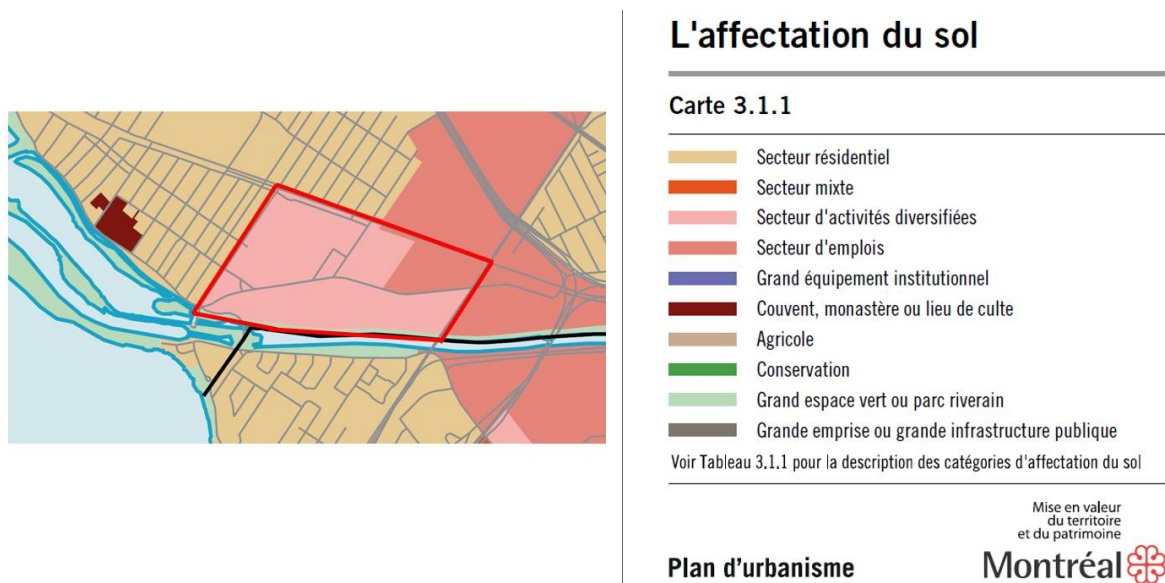 L'affectation du sol
Carte 3.1.1
Secteur résidentiel
Secteur mixte
Secteur d'activités diversifiées
Secteur d'emplois
Grand équipement institutionnel
Couvent, monastère ou lieu de culte
Agricole
Conservation
Grand espace vert ou parc riverain
Grande emprise ou grande infrastructure publique
Voir Tableau 3.1.1 pour la description des catégories d'affectation du sol
Mise en valeur
du territoire
et du patrimoine
Plan d'urbanisme
Montréal